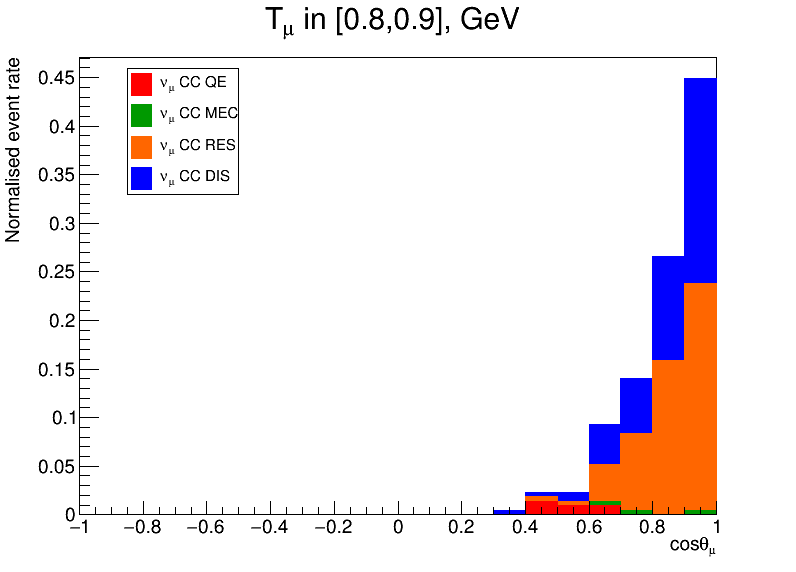 T_μ in [0.8,0.9], GeV
Normalised event rate
0.45
0.4
0.35
0.3
0.25
0.2
0.15
0.1
0.05
0
ν_μ CC QE
ν_μ CC MEC
ν_μ CC RES
ν_μ CC DIS
−1 −0.8 −0.6 −0.4 −0.2 0 0.2 0.4 0.6 0.8 1
cosθ_μ